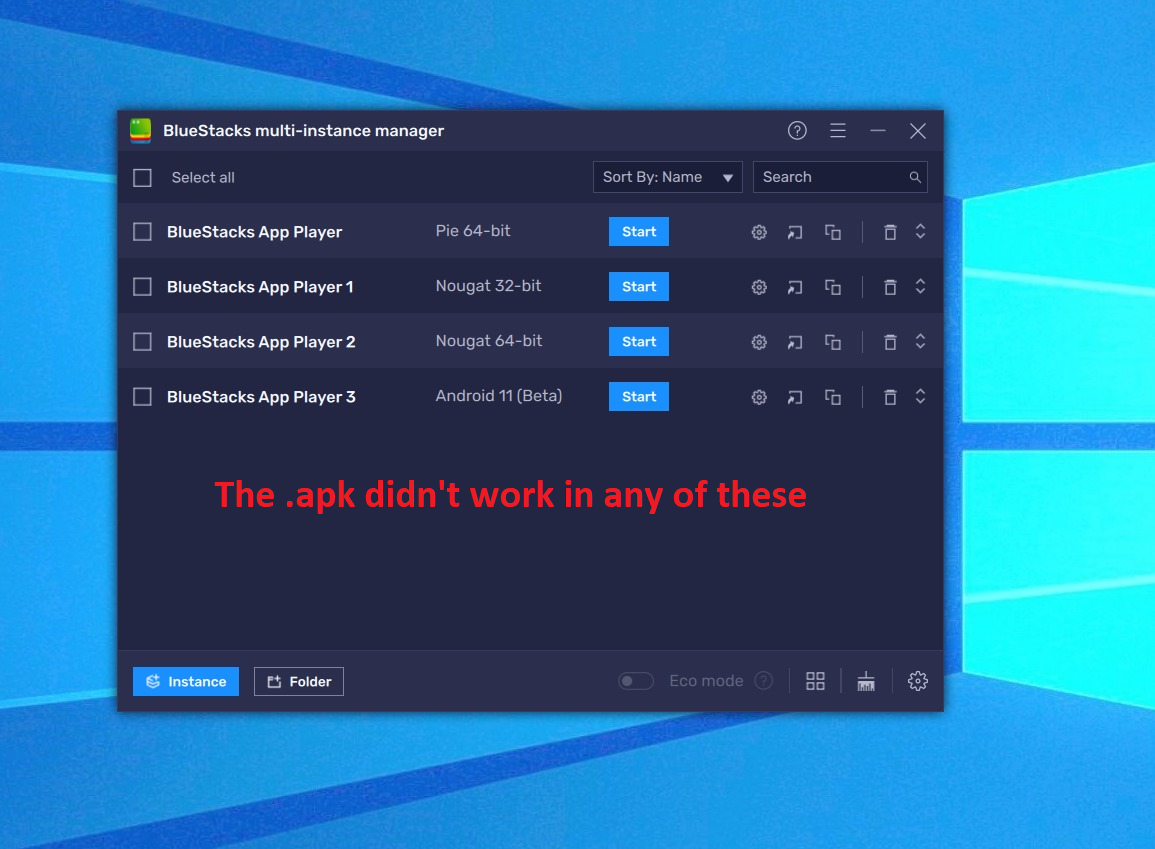 BlueStacks multi-instance manager
Select all
Sort By: Name
Search
BlueStacks App Player Pie 64-bit Start
BlueStacks App Player 1 Nougat 32-bit Start
BlueStacks App Player 2 Nougat 64-bit Start
BlueStacks App Player 3 Android 11 (Beta) Start
The .apk didn't work in any of these
Instance Folder Eco mode ?